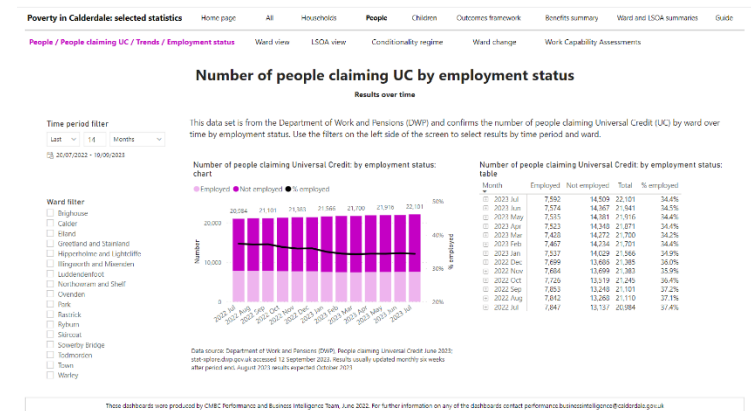 Poverty in Calderdale: selected statistics Home page All Households People Children Outcomes framework Benefits summary Ward and LSOA summaries Guide
People / People claiming UC / Trends / Employment status Ward view LSOA view Conditionality regime Ward change Work Capability Assessments
Number of people claiming UC by employment status
Results over time
Time period filter
Last 14 Months
20/07/2022 - 19/09/2023
This data set is from the Department of Work and Pensions (DWP) and confirms the number of people claiming Universal Credit (UC) by ward over
time by employment status. Use the filters on the left side of the screen to select results by time period and ward.
Ward filter
Brighouse
Calder
Elland
Greetland and Stainland
Hipperholme and Lightcliffe
Illingworth and Mixenden
Luddendenfoot
Northowram and Shelf
Ovenden
Park
Rastrick
Ryburn
Skircoat
Sowerby Bridge
Todmorden
Town
Warley
Number of people claiming Universal Credit: by employment status:
chart
Employed Not employed % employed
20,984 21,101 21,383 21,566 21,700 21,916 22,101
Number
20,000
10,000
0
50%
40%
30%
20%
% employed
2022 Jul 2022 Aug 2022 Sep 2022 Oct 2022 Nov 2022 Dec 2023 Jan 2023 Feb 2023 Mar 2023 Apr 2023 May 2023 Jun 2023 Jul
Number of people claiming Universal Credit: by employment status:
table
Month Employed Not employed Total % employed
2023 Jul 7,592 14,509 22,101 34.4%
2023 Jun 7,574 14,367 21,941 34.5%
2023 May 7,535 14,381 21,916 34.4%
2023 Apr 7,523 14,348 21,871 34.4%
2023 Mar 7,428 14,272 21,700 34.2%
2023 Feb 7,467 14,234 21,701 34.4%
2023 Jan 7,537 14,029 21,566 34.9%
2022 Dec 7,699 13,686 21,385 36.0%
2022 Nov 7,684 13,699 21,383 35.9%
2022 Oct 7,726 13,519 21,245 36.4%
2022 Sep 7,853 13,248 21,101 37.2%
2022 Aug 7,842 13,268 21,110 37.1%
2022 Jul 7,847 13,137 20,984 37.4%
Data source: Department of Work and Pensions (DWP), People claiming Universal Credit June 2023;
stat-xplore.dwp.gov.uk accessed 12 September 2023. Results usually updated monthly six weeks
after period end. August 2023 results expected October 2023
These dashboards were produced by CMBC Performance and Business Intelligence Team, June 2022. For further information on any of the dashboards contact performance.businessintelligence@calderdale.gov.uk